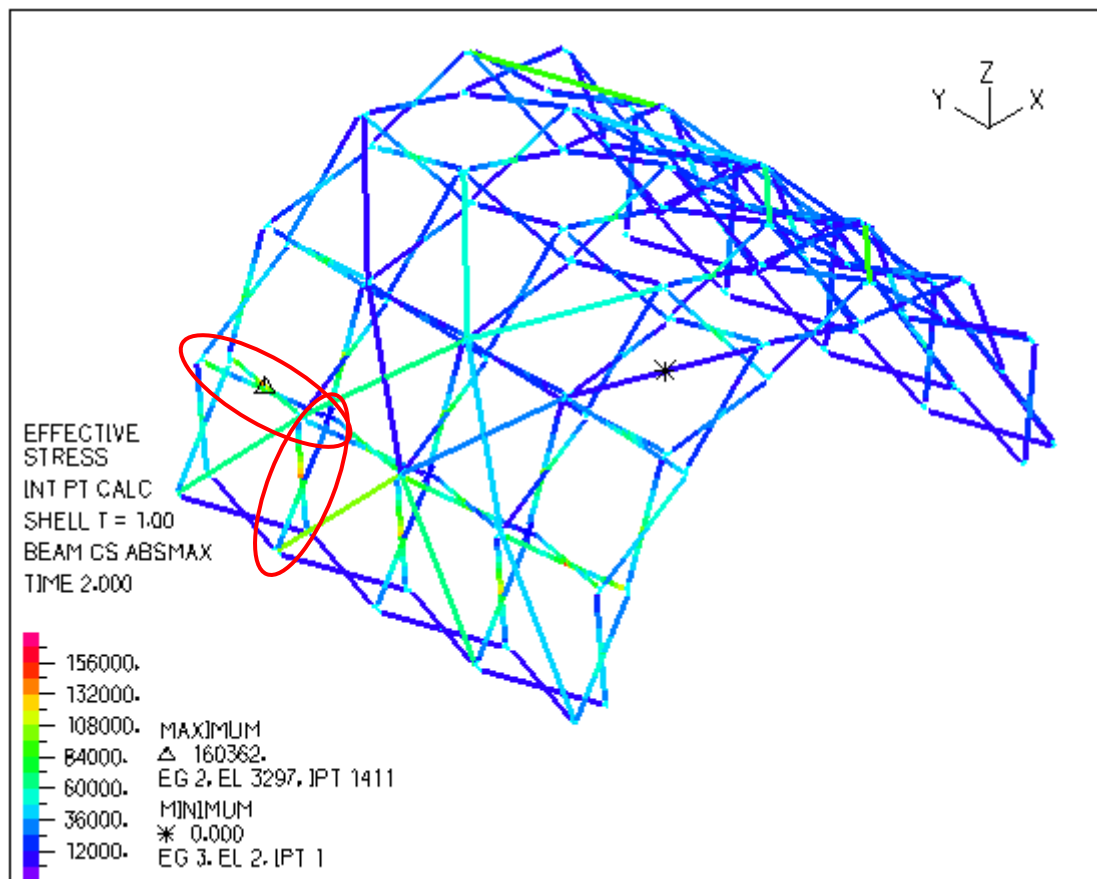 Z
Y X
EFFECTIVE
STRESS
INT PT CALC
SHELL T = 1.00
BEAM CS ABSMAX
TIME 2.000
156000.
132000.
108000.
84000.
60000.
36000.
12000.
MAXIMUM
△ 160362.
EG 2, EL 3297, IPT 1411
MINIMUM
✳ 0.000
EG 3, EL 2, IPT 1